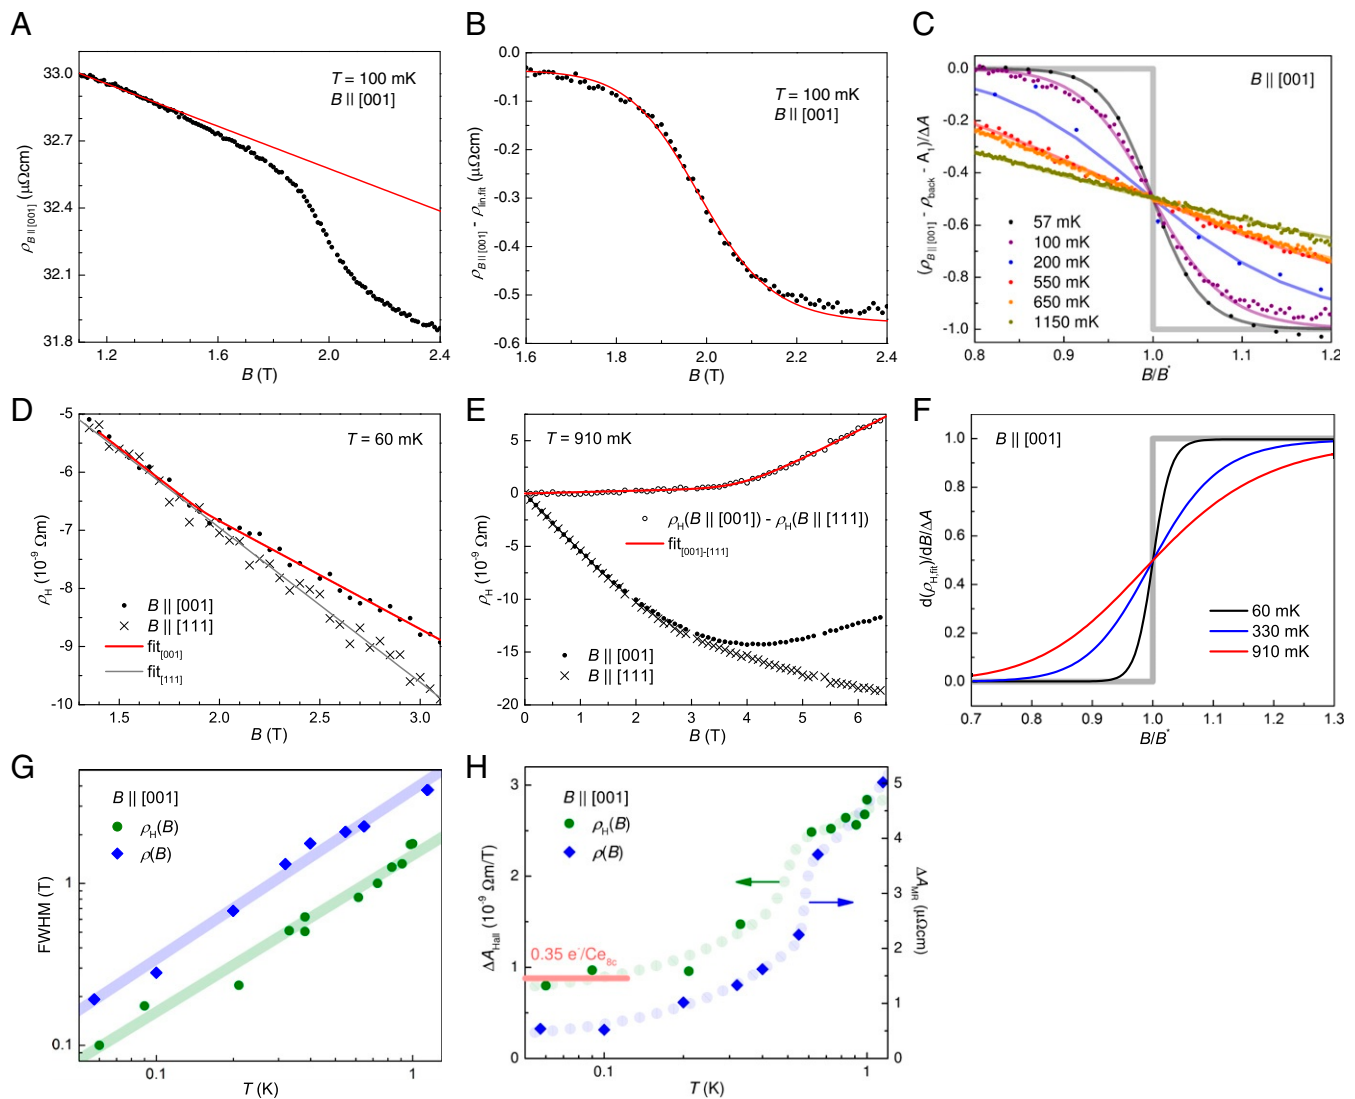 A
33.0
32.7
32.4
32.1
31.8
ρB || [001] (μΩcm)
T = 100 mK
B || [001]
1.2
1.6
2.0
2.4
B (T)
B
0.0
-0.1
-0.2
-0.3
-0.4
-0.5
-0.6
ρB || [001] - ρlin.fit (μΩcm)
T = 100 mK
B || [001]
1.6
1.8
2.0
2.2
2.4
B (T)
C
0.0
-0.2
-0.4
-0.6
-0.8
-1.0
(ρB || [001] - ρback - A1)/ΔA
B || [001]
57 mK
100 mK
200 mK
550 mK
650 mK
1150 mK
0.8
0.9
1.0
1.1
1.2
B/B*
D
-5
-6
-7
-8
-9
-10
ρH (10-9 Ωm)
T = 60 mK
B || [001]
B || [111]
fit[001]
fit[111]
1.5
2.0
2.5
3.0
B (T)
E
5
0
-5
-10
-15
-20
ρH (10-9 Ωm)
T = 910 mK
ρH(B || [001]) - ρH(B || [111])
fit[001]-[111]
B || [001]
B || [111]
0
1
2
3
4
5
6
B (T)
F
1.0
0.8
0.6
0.4
0.2
0.0
d(ρH,fit)/dB/ΔA
B || [001]
60 mK
330 mK
910 mK
0.7
0.8
0.9
1.0
1.1
1.2
1.3
B/B*
G
1
0.1
FWHM (T)
B || [001]
ρH(B)
ρ(B)
0.1
1
T (K)
H
3
2
1
0
ΔAHall (10-9 Ωm/T)
B || [001]
ρH(B)
ρ(B)
0.35 e-/Ce8c
5
4
3
2
1
0
ΔAMR (μΩcm)
0.1
1
T (K)